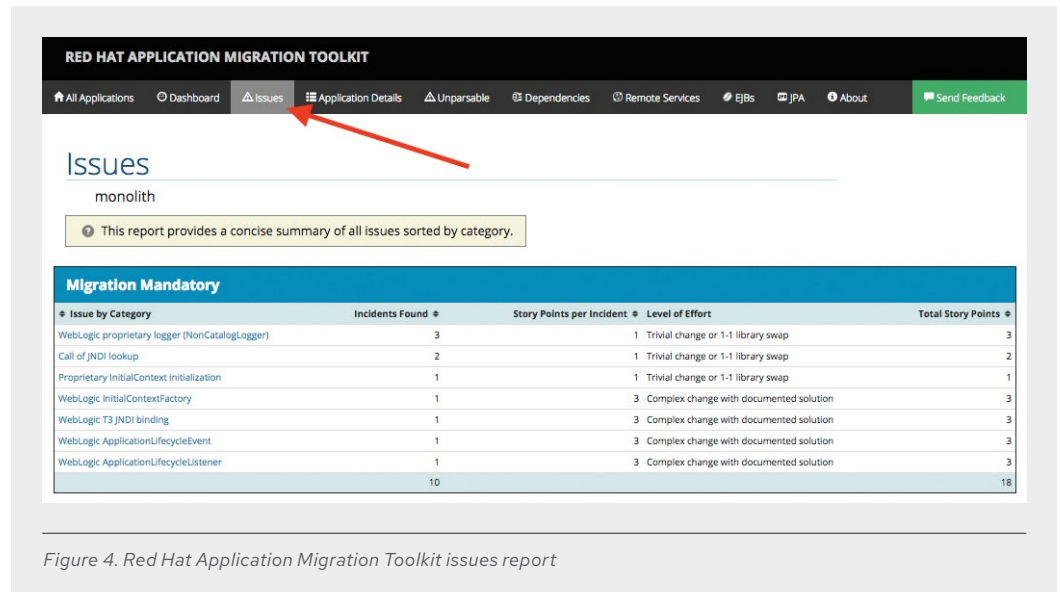 RED HAT APPLICATION MIGRATION TOOLKIT
All Applications Dashboard Issues Application Details Unparsable Dependencies Remote Services EJBs JPA About Send Feedback
Issues
monolith
This report provides a concise summary of all issues sorted by category.
Migration Mandatory
Issue by Category Incidents Found Story Points per Incident Level of Effort Total Story Points
WebLogic proprietary logger (NonCatalogLogger) 3 1 Trivial change or 1-1 library swap 3
Call of JNDI lookup 2 1 Trivial change or 1-1 library swap 2
Proprietary InitialContext initialization 1 1 Trivial change or 1-1 library swap 1
WebLogic InitialContextFactory 1 3 Complex change with documented solution 3
WebLogic T3 JNDI binding 1 3 Complex change with documented solution 3
WebLogic ApplicationLifecycleEvent 1 3 Complex change with documented solution 3
WebLogic ApplicationLifecycleListener 1 3 Complex change with documented solution 3
10 18
Figure 4. Red Hat Application Migration Toolkit issues report